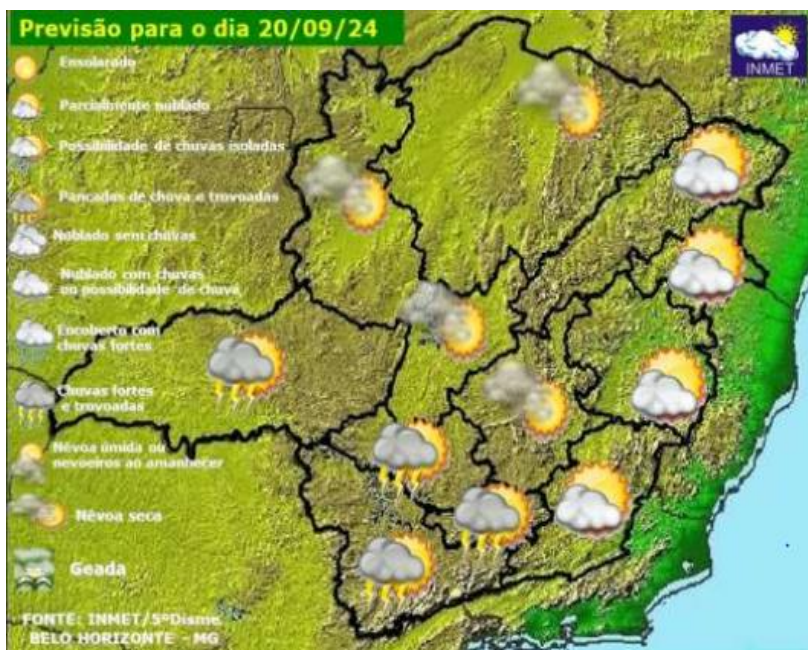 Previsão para o dia 20/09/24
INMET
Ensolarado
Parcialmente nublado
Possibilidade de chuvas isoladas
Pancadas de chuva e trovoadas
Nublado sem chuvas
Nublado com chuvas
ou possibilidade de chuva
Encoberto com
chuvas fortes
Chuvas fortes
e trovoadas
Névoa úmida ou
nevoeiros ao amanhecer
Névoa seca
Geada
FONTE: INMET/5ºDisme
BELO HORIZONTE - MG